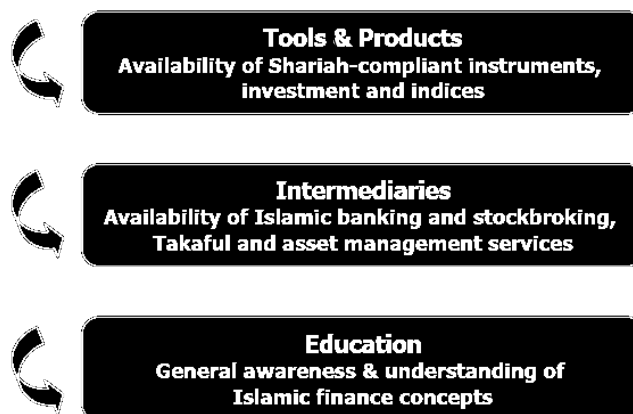 Tools & Products
Availability of Shariah-compliant instruments,
investment and indices
Intermediaries
Availability of Islamic banking and stockbroking,
Takaful and asset management services
Education
General awareness & understanding of
Islamic finance concepts